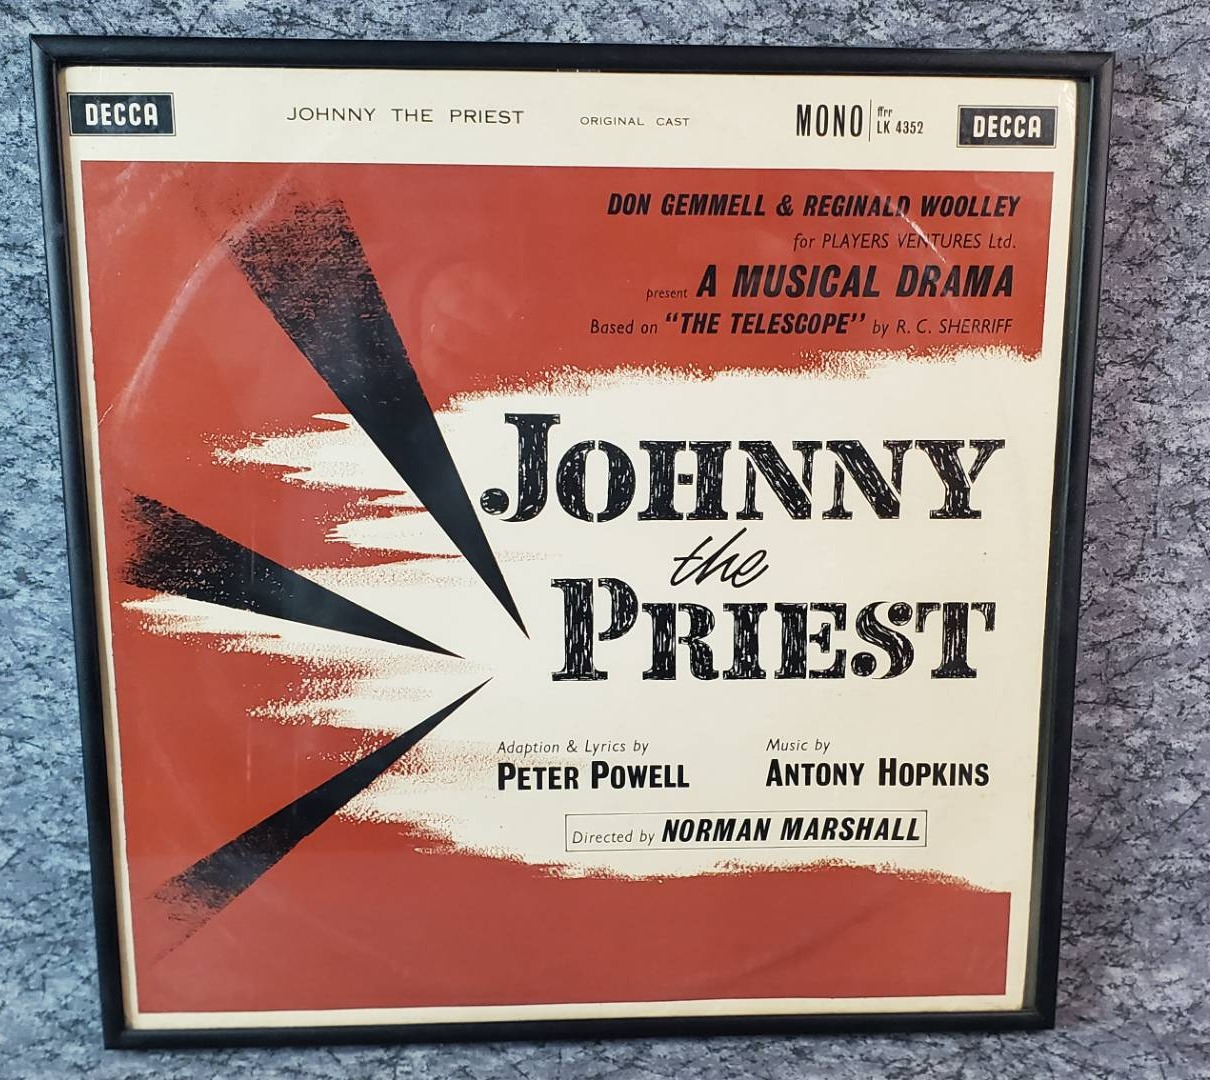 DECCA JOHNNY THE PRIEST ORIGINAL CAST MONO ffrr LK 4352 DECCA
DON GEMMELL & REGINALD WOOLLEY
for PLAYERS VENTURES Ltd.
present A MUSICAL DRAMA
Based on "THE TELESCOPE" by R. C. SHERRIFF
JOHNNY
the
PRIEST
Adaption & Lyrics by Music by
PETER POWELL ANTONY HOPKINS
Directed by NORMAN MARSHALL